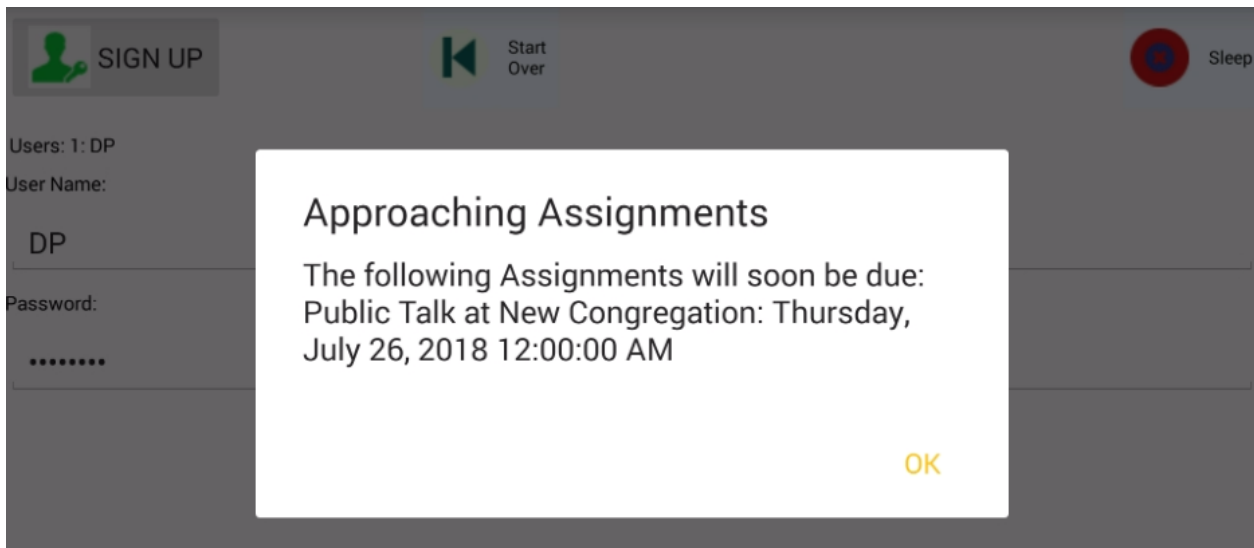 SIGN UP
Start
Over
Sleep
Users: 1: DP
User Name:
DP
Password:
••••••••
Approaching Assignments
The following Assignments will soon be due:
Public Talk at New Congregation: Thursday,
July 26, 2018 12:00:00 AM
OK